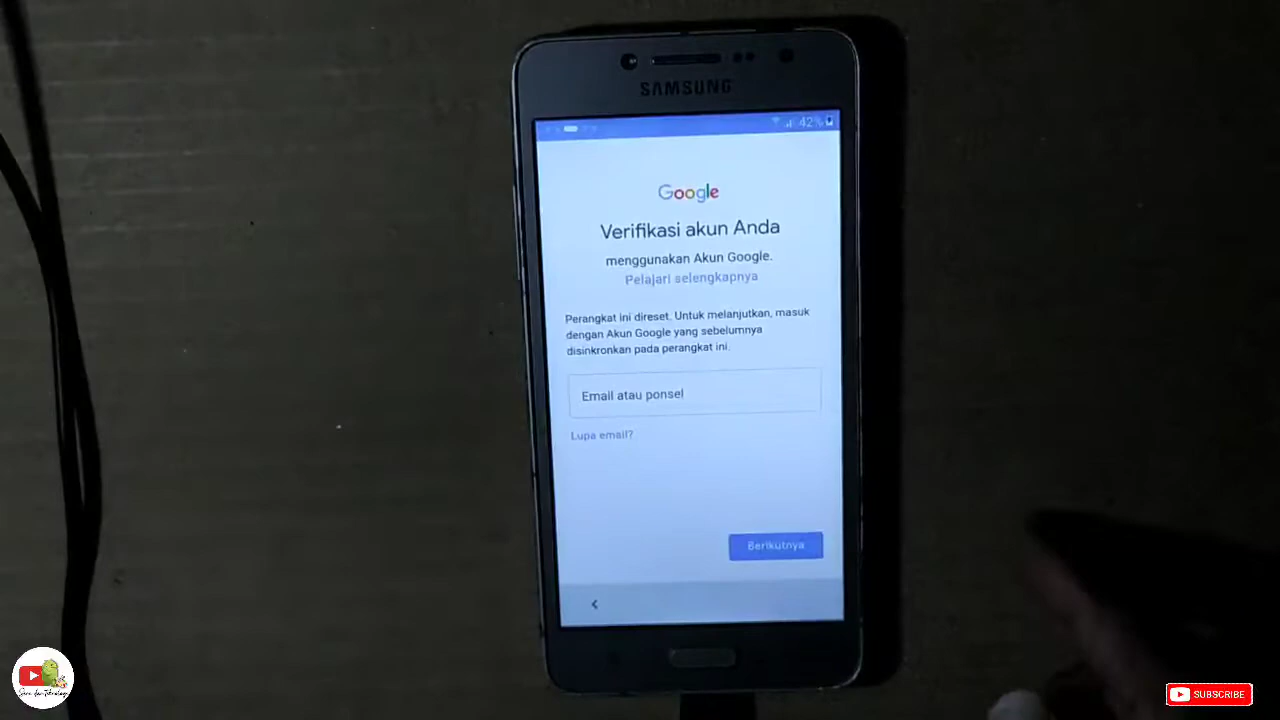 SAMSUNG
42%
Google
Verifikasi akun Anda
menggunakan Akun Google.
Pelajari selengkapnya
Perangkat ini direset. Untuk melanjutkan, masuk
dengan Akun Google yang sebelumnya
disinkronkan pada perangkat ini.
Email atau ponsel
Lupa email?
Berikutnya
SUBSCRIBE